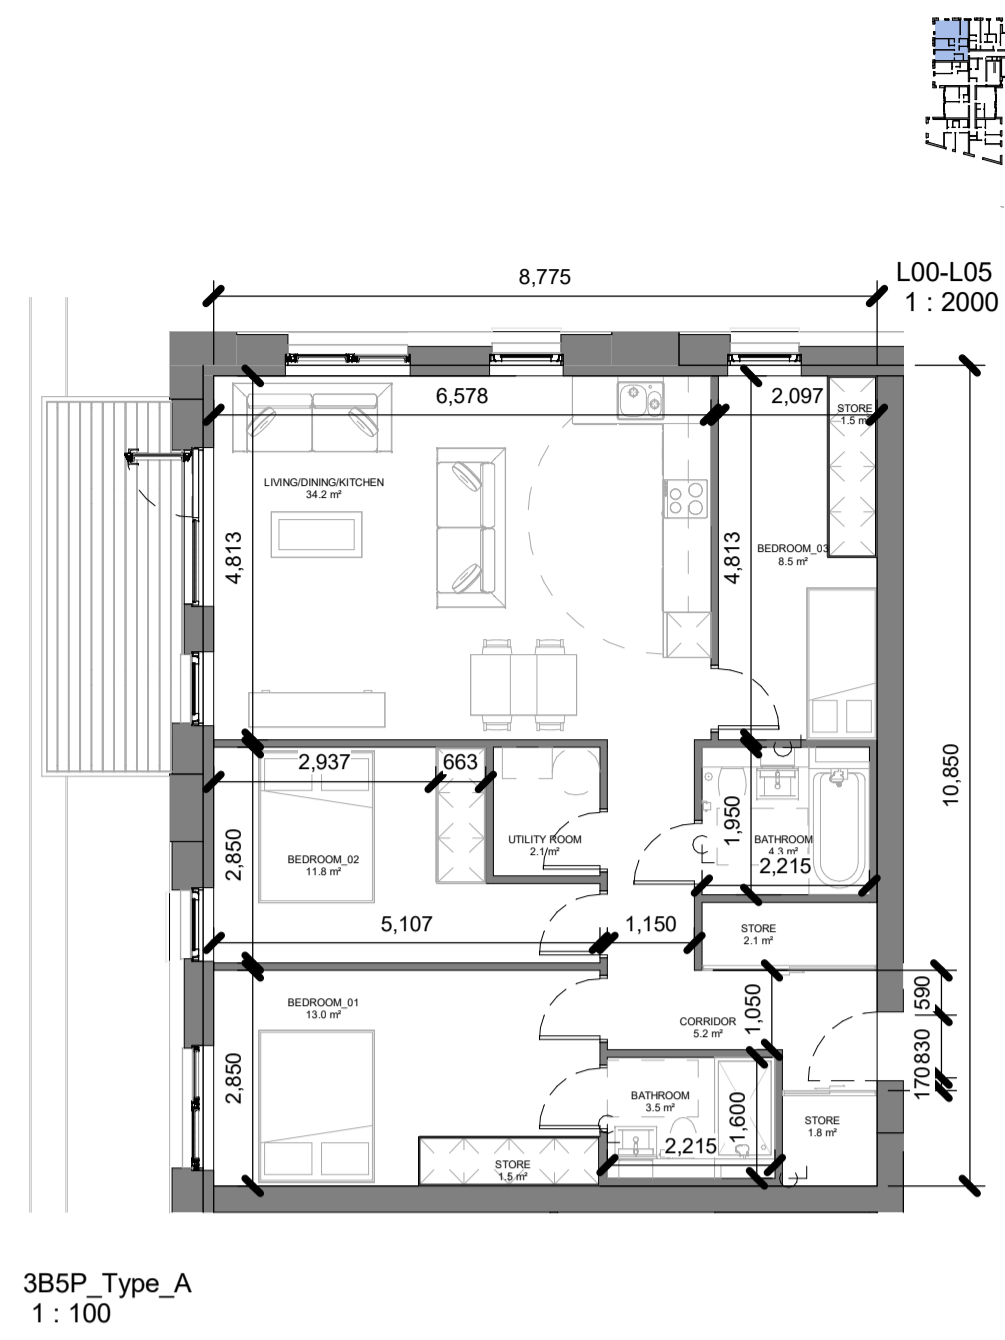 L00-L05
1 : 2000
8,775
6,578
2,097
STORE
1.5 m²
LIVING/DINING/KITCHEN
34.2 m²
4,813
4,813
BEDROOM_03
8.5 m²
2,937
663
10,850
2,850
BEDROOM_02
11.8 m²
UTILITY ROOM
2.1 m²
1,950
BATHROOM
4.3 m²
2,215
5,107
1,150
STORE
2.1 m²
BEDROOM_01
13.0 m²
CORRIDOR
5.2 m²
1,050
590
830
170
2,850
BATHROOM
3.5 m²
1,600
2,215
STORE
1.8 m²
STORE
1.5 m²
3B5P_Type_A
1 : 100